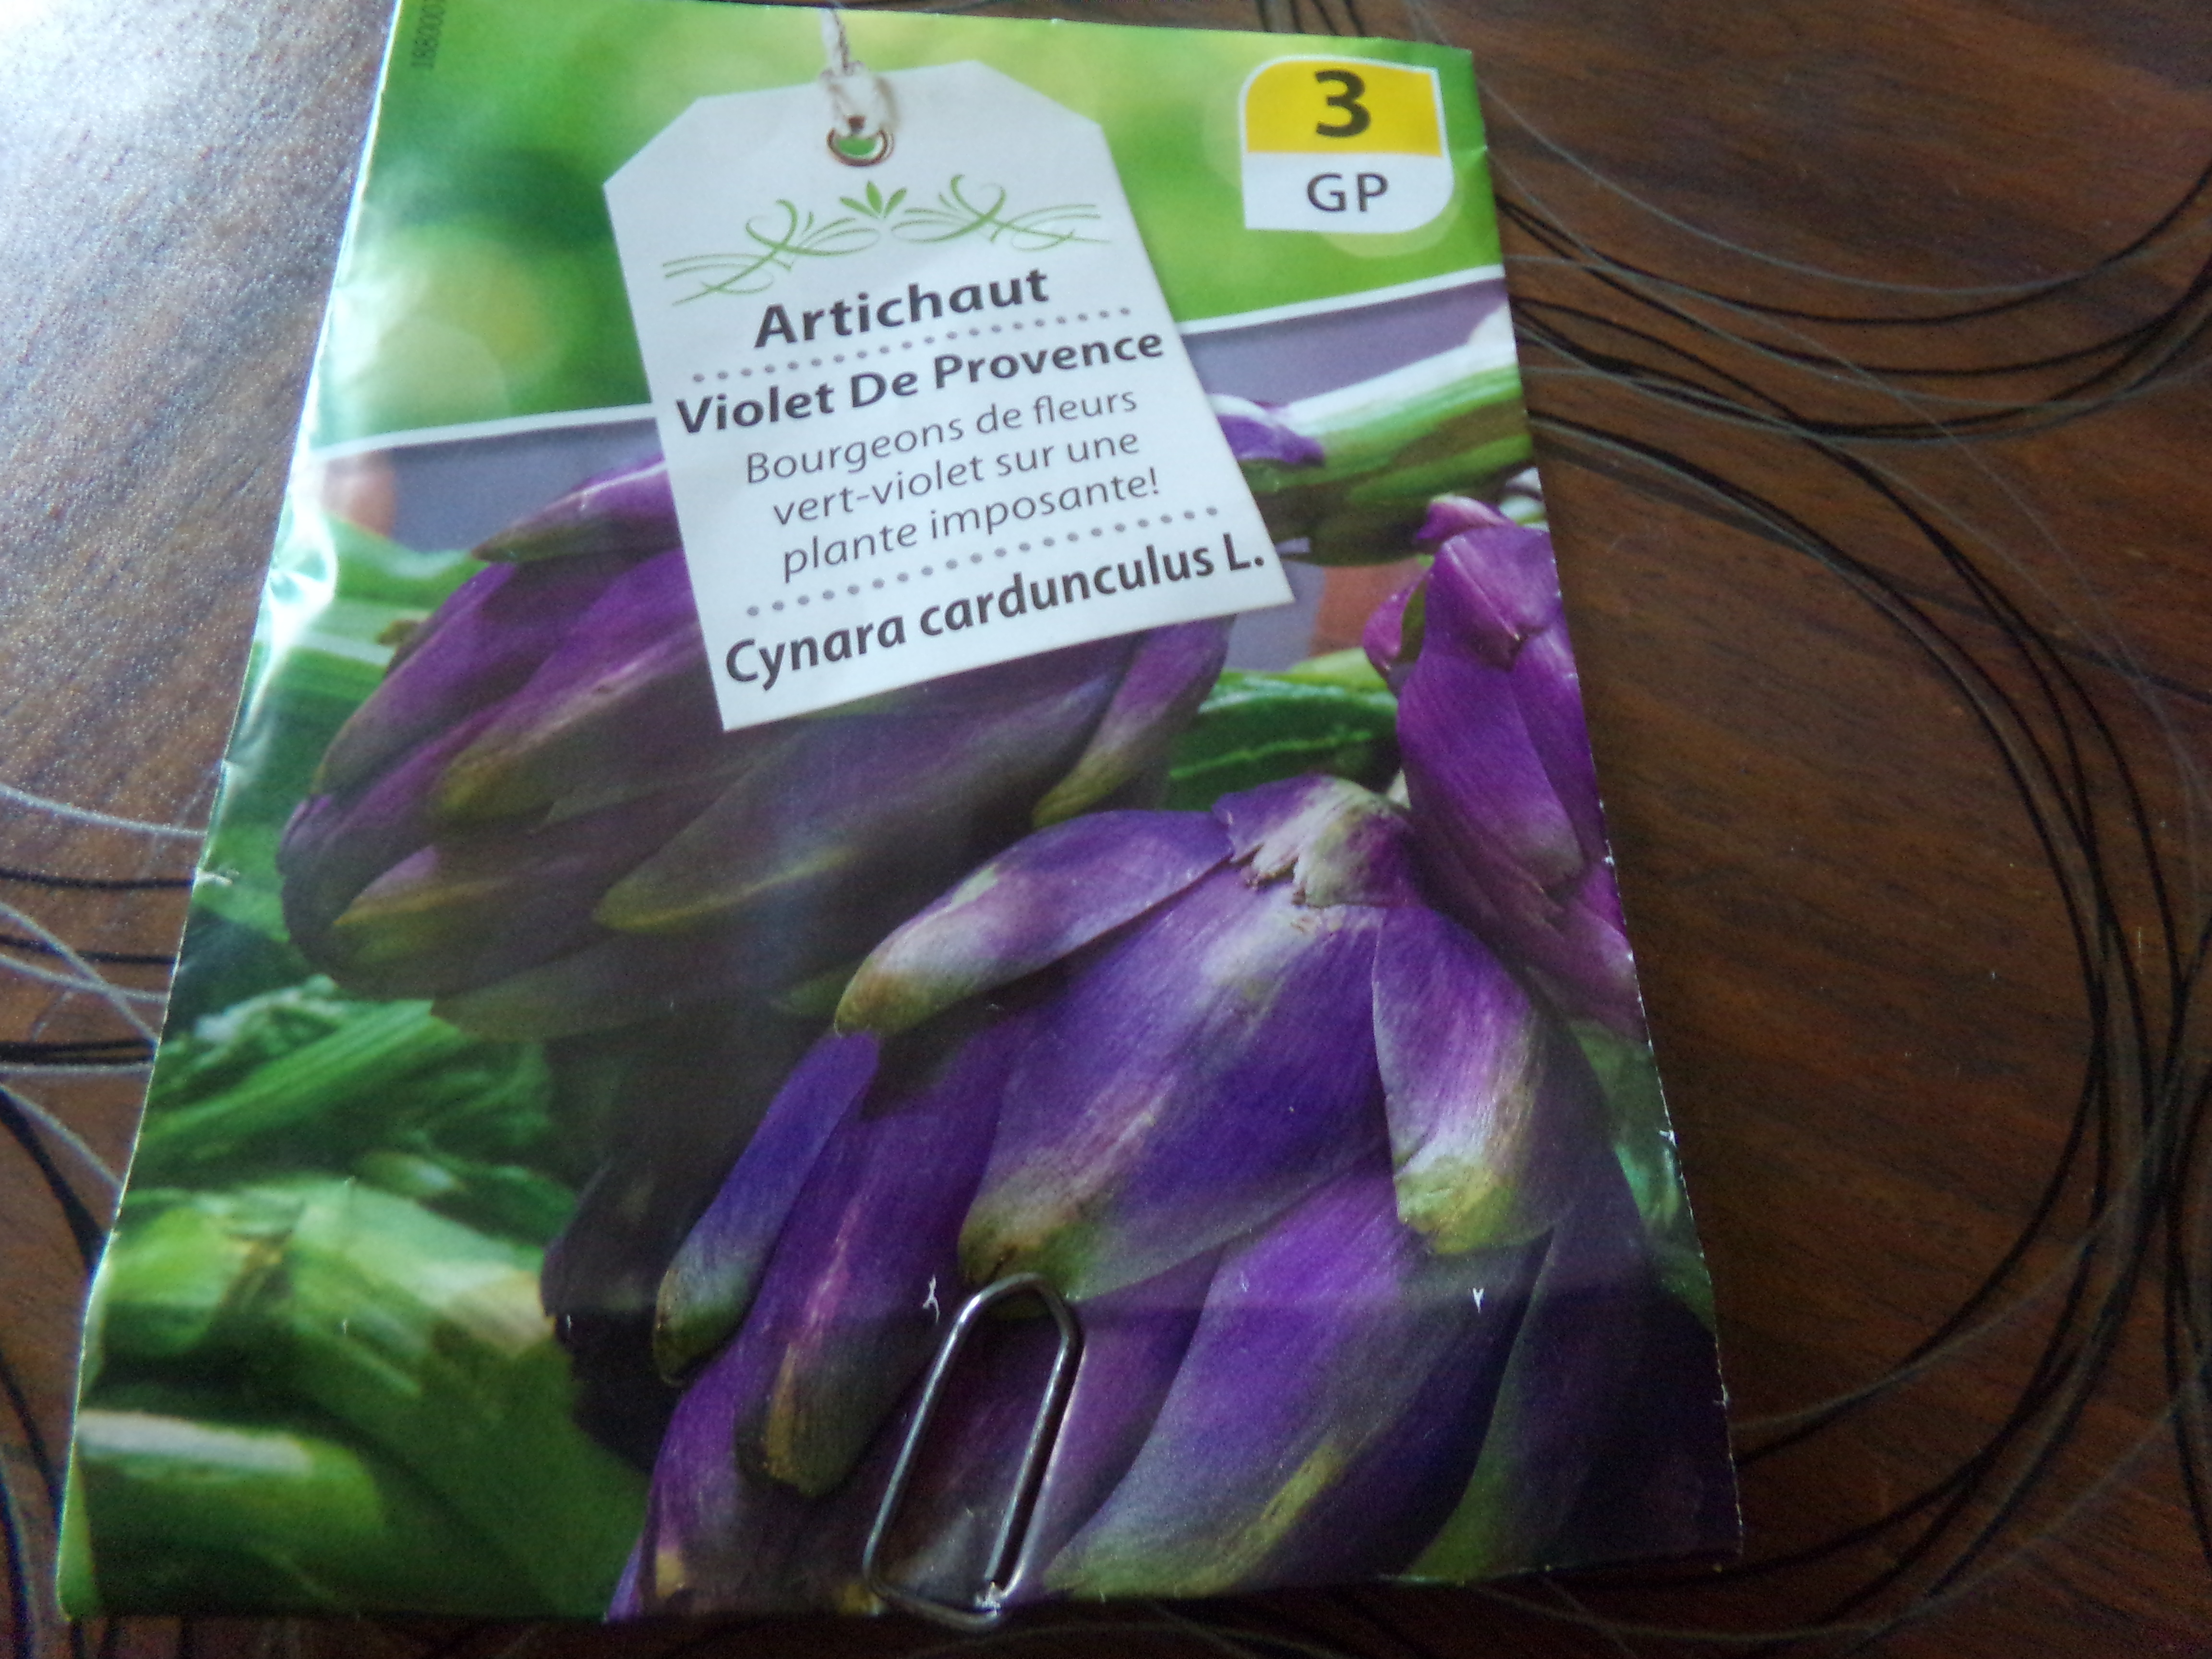 3
GP
Artichaut
Violet De Provence
Bourgeons de fleurs
vert-violet sur une
plante imposante!
Cynara cardunculus L.